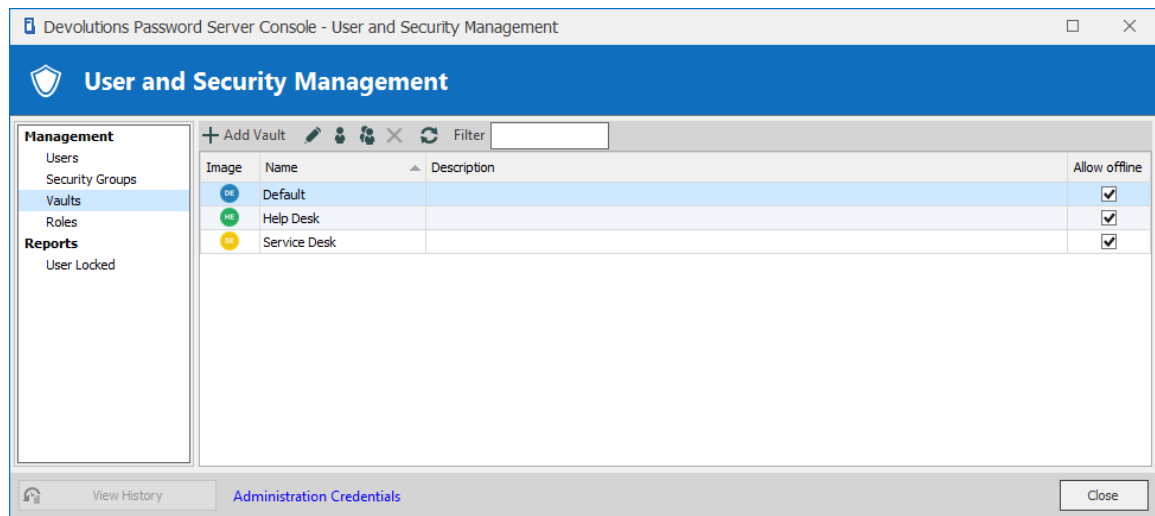 Devolutions Password Server Console - User and Security Management
User and Security Management
Management
Users
Security Groups
Vaults
Roles
Reports
User Locked
Add Vault Filter
Image Name Description Allow offline
DE Default
HE Help Desk
SE Service Desk
View History Administration Credentials Close